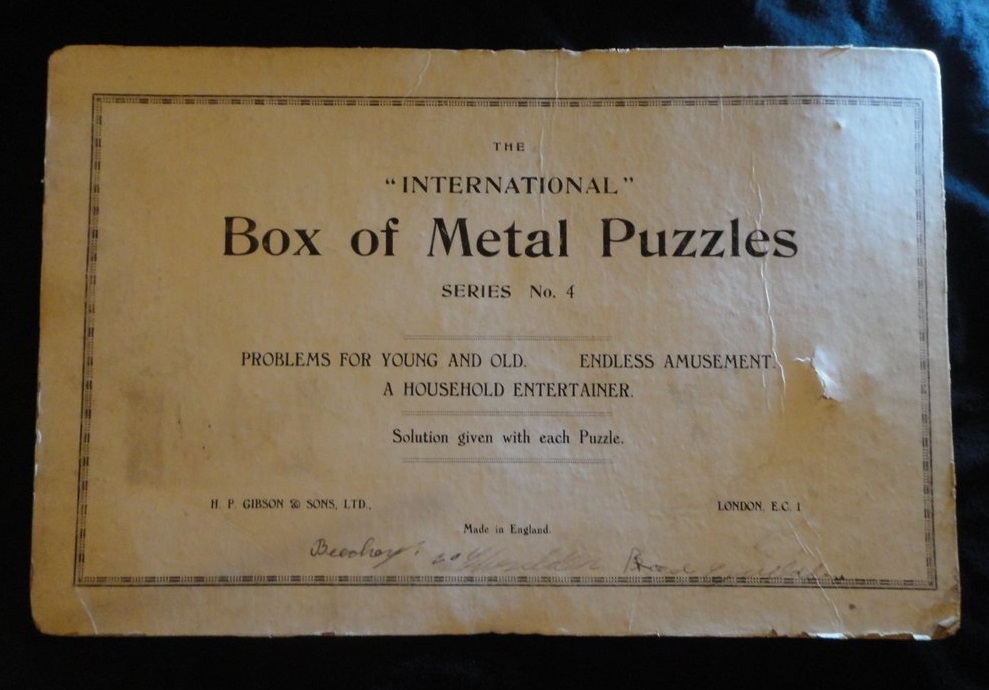 THE
“INTERNATIONAL”
Box of Metal Puzzles
SERIES No. 4
PROBLEMS FOR YOUNG AND OLD. ENDLESS AMUSEMENT.
A HOUSEHOLD ENTERTAINER.
Solution given with each Puzzle.
H. P. GIBSON & SONS, LTD., LONDON, E.C. 1
Made in England.